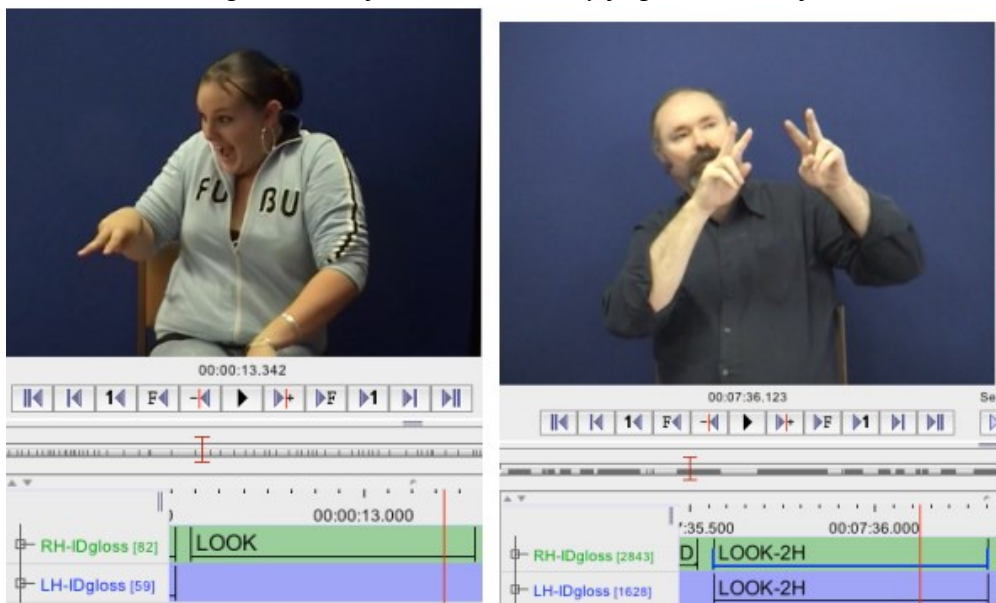 FU BU
00:00:13.342
1 F - + F 1
00:00:13.000
RH-IDgloss [82] LOOK
LH-IDgloss [59]
00:07:36.123 Se
1 F - + F 1
:35.500 00:07:36.000
RH-IDgloss [2843] D LOOK-2H
LH-IDgloss [1628] LOOK-2H